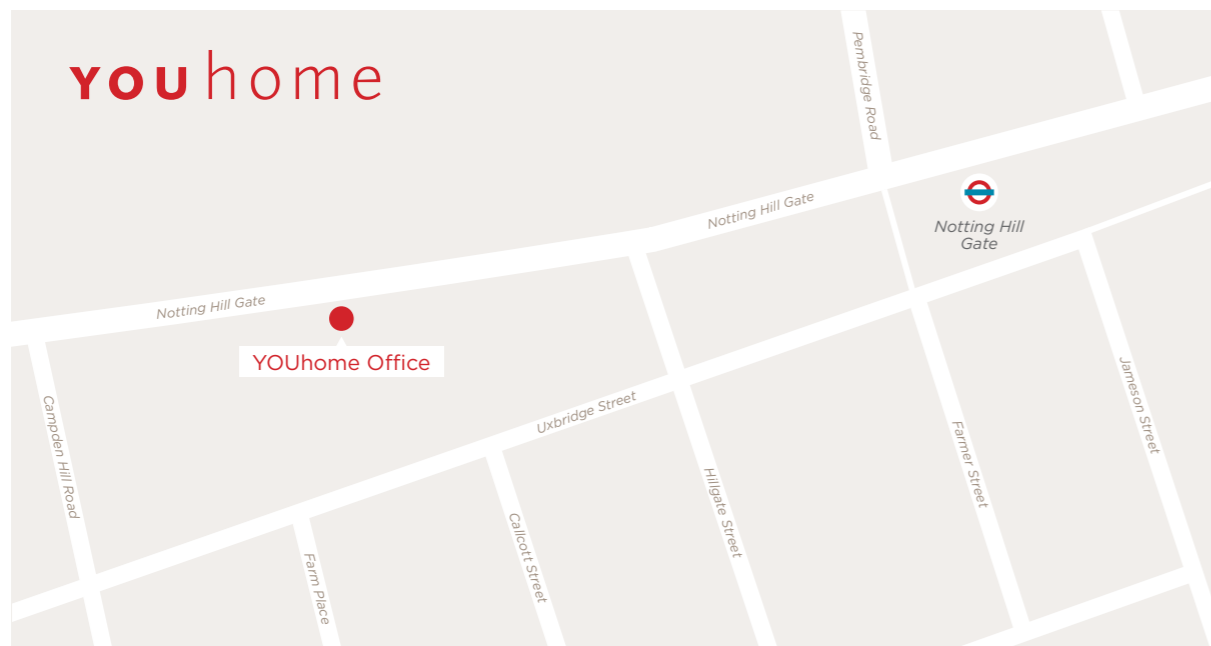 YOUhome
Pembridge Road
Notting Hill Gate
Notting Hill
Gate
Notting Hill Gate
YOUhome Office
Uxbridge Street
Campden Hill Road
Jameson Street
Farmer Street
Hillgate Street
Callcott Street
Farm Place